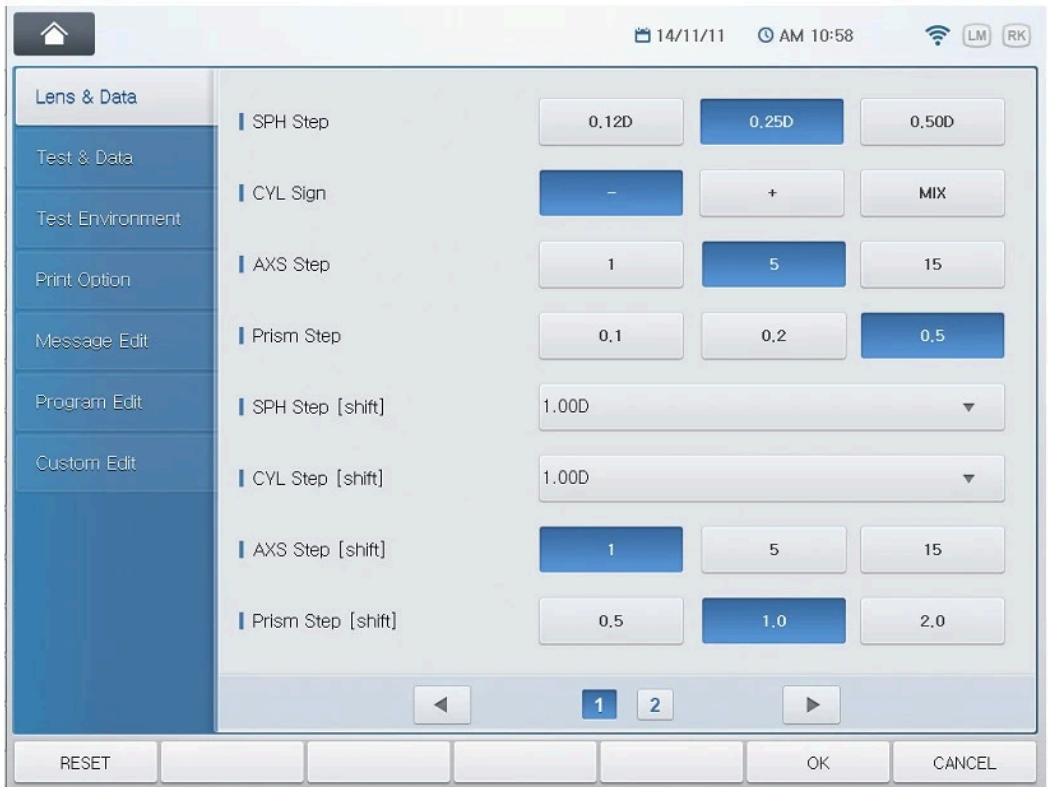 14/11/11 AM 10:58 LM RK
Lens & Data
Test & Data
Test Environment
Print Option
Message Edit
Program Edit
Custom Edit
SPH Step 0.12D 0.25D 0.50D
CYL Sign - + MIX
AXS Step 1 5 15
Prism Step 0.1 0.2 0.5
SPH Step [shift] 1.00D
CYL Step [shift] 1.00D
AXS Step [shift] 1 5 15
Prism Step [shift] 0.5 1.0 2.0
1 2
RESET OK CANCEL